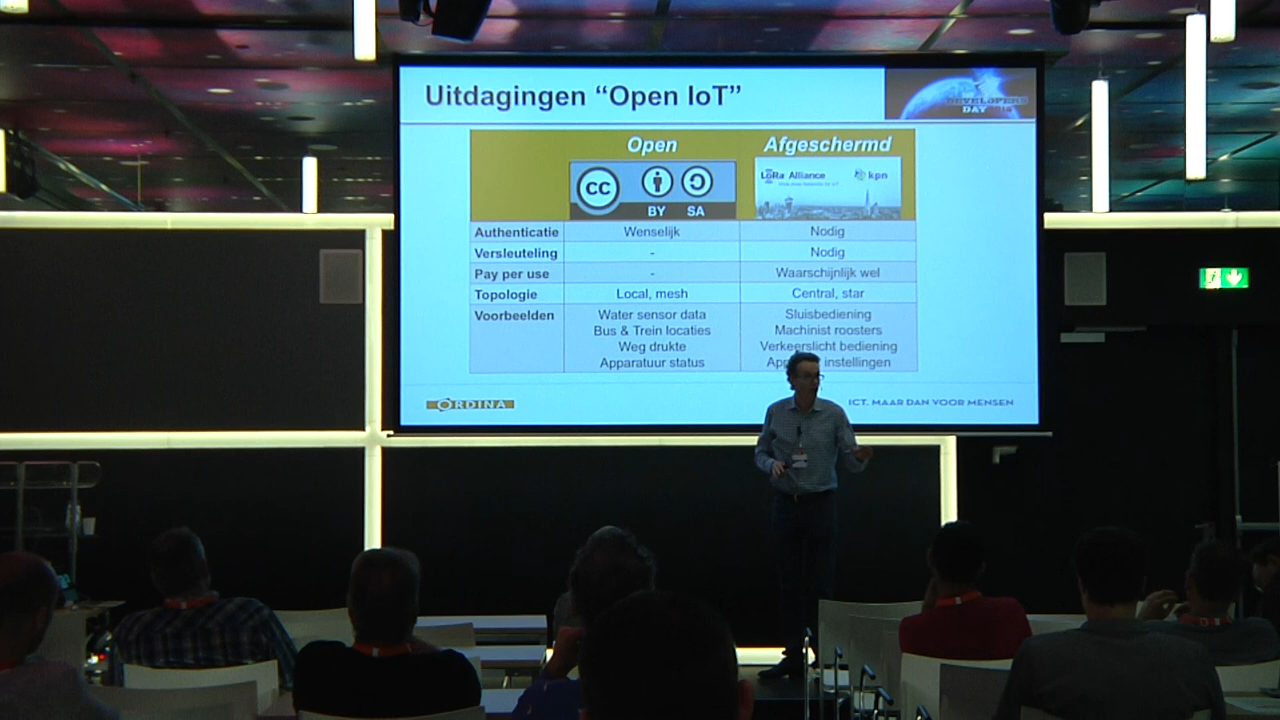 Uitdagingen “Open IoT”
DEVELOPERS
DAY 2015
Open Afgeschermd
cc
BY SA
LoRa Alliance
kpn
Authenticatie Wenselijk Nodig
Versleuteling - Nodig
Pay per use - Waarschijnlijk wel
Topologie Local, mesh Central, star
Voorbeelden Water sensor data Sluisbediening
Bus & Trein locaties Machinist roosters
Weg drukte Verkeerslicht bediening
Apparatuur status instellingen
ORDINA
ICT. MAAR DAN VOOR MENSEN